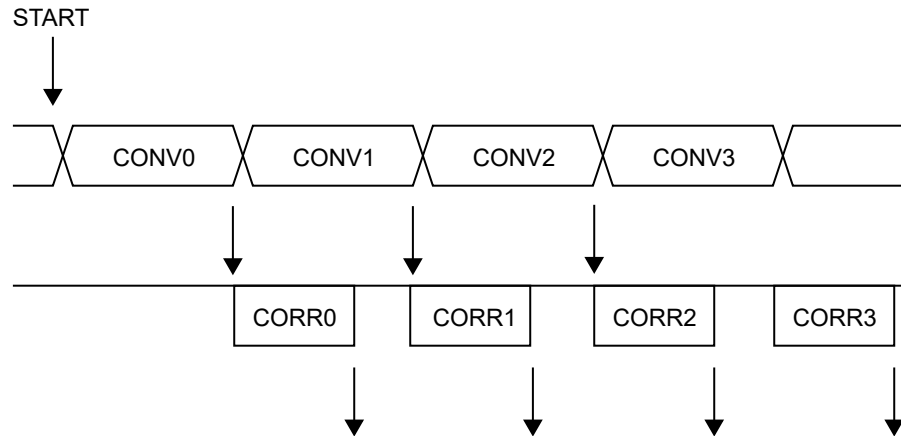 START
CONV0 CONV1 CONV2 CONV3
CORR0 CORR1 CORR2 CORR3